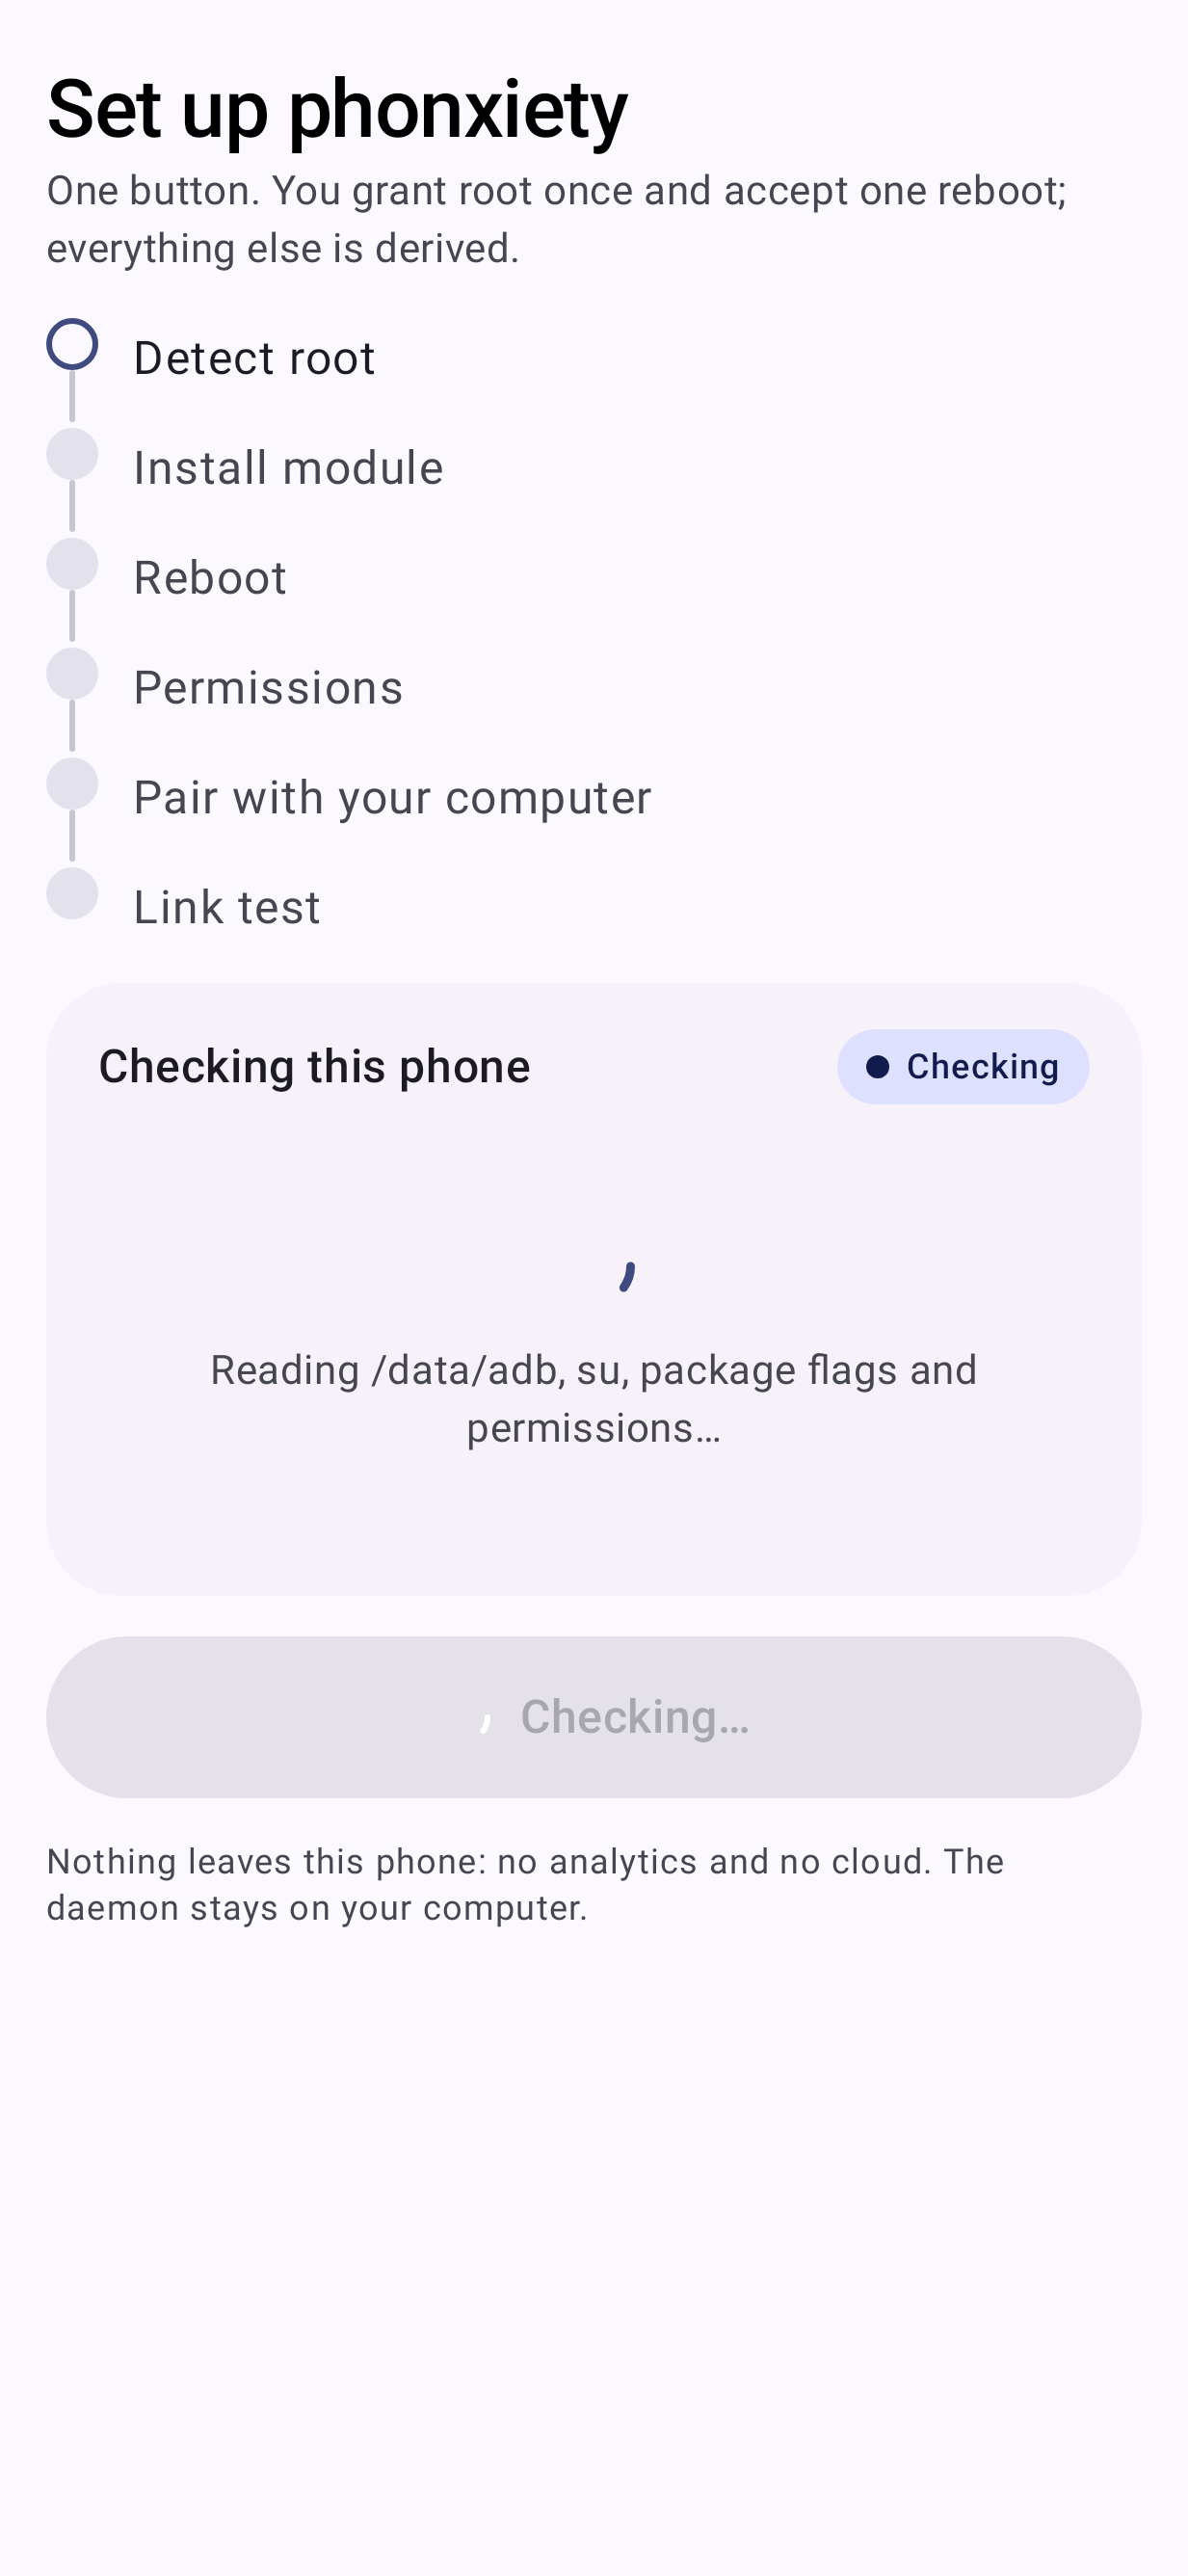 Set up phonxiety
One button. You grant root once and accept one reboot;
everything else is derived.
Detect root
Install module
Reboot
Permissions
Pair with your computer
Link test
Checking this phone
Checking
Reading /data/adb, su, package flags and
permissions…
Checking…
Nothing leaves this phone: no analytics and no cloud. The
daemon stays on your computer.